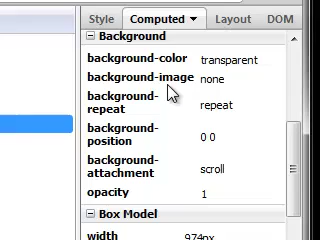 Style Computed Layout DOM
Background
background-color transparent
background-image none
background-
repeat repeat
background-
position 0 0
background-
attachment scroll
opacity 1
Box Model
width 974px